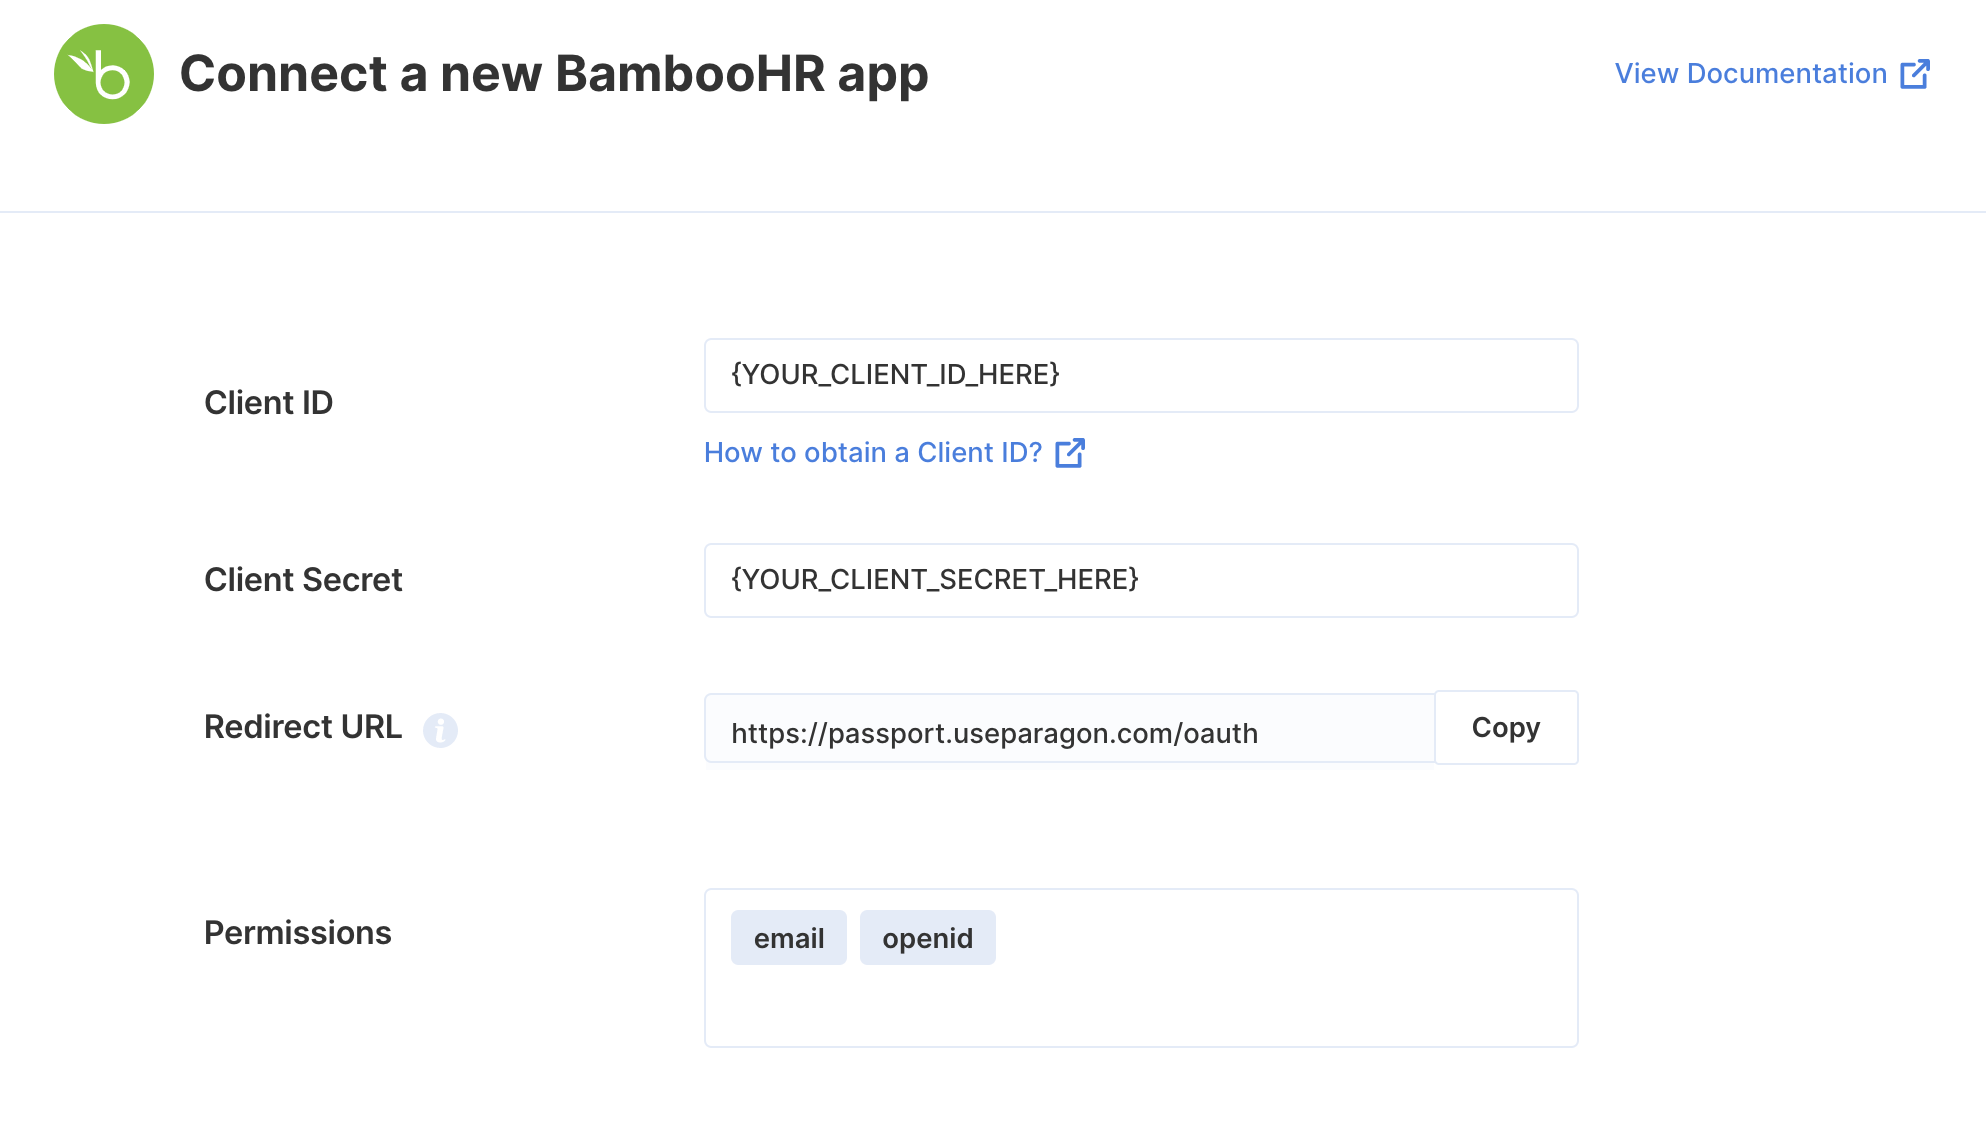 Connect a new BambooHR app
View Documentation
Client ID
{YOUR_CLIENT_ID_HERE}
How to obtain a Client ID?
Client Secret
{YOUR_CLIENT_SECRET_HERE}
Redirect URL
https://passport.useparagon.com/oauth
Copy
Permissions
email openid